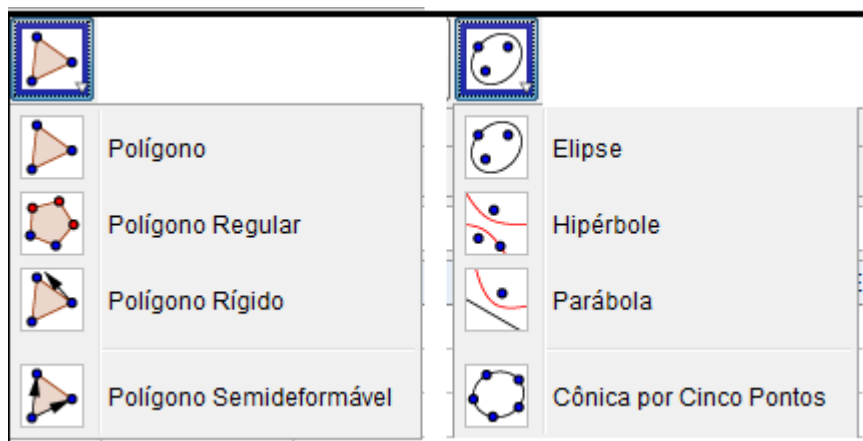 Polígono
Polígono Regular
Polígono Rígido
Polígono Semideformável
Elipse
Hipérbole
Parábola
Cônica por Cinco Pontos